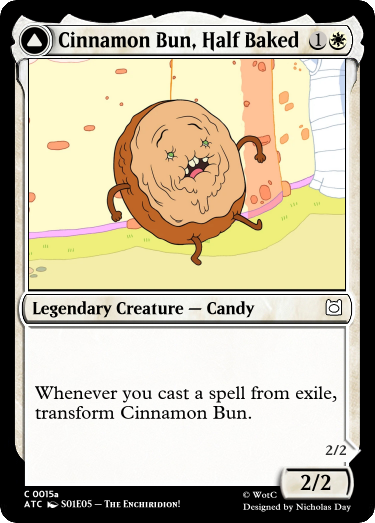 Cinnamon Bun, Half Baked 1
Legendary Creature — Candy
Whenever you cast a spell from exile,
transform Cinnamon Bun.
2/2
2/2
C 0015a
ATC S01E05 — The Enchiridion!
© WotC
Designed by Nicholas Day